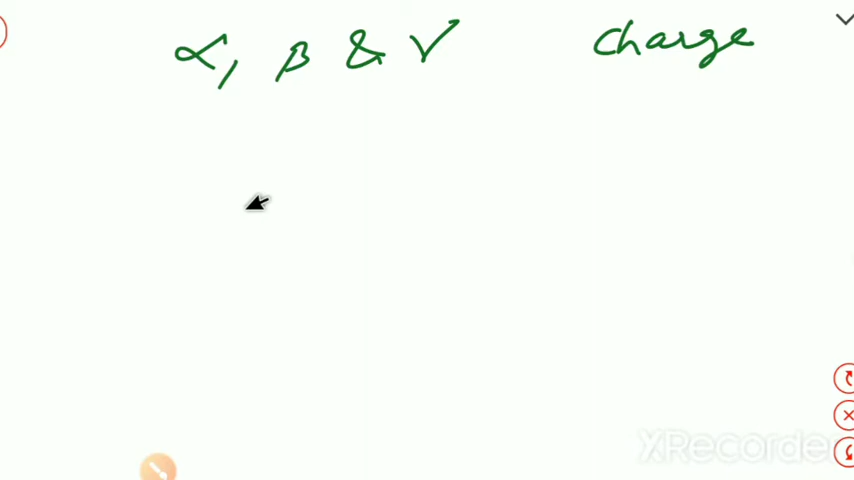 α, β & γ charge
XRecorder